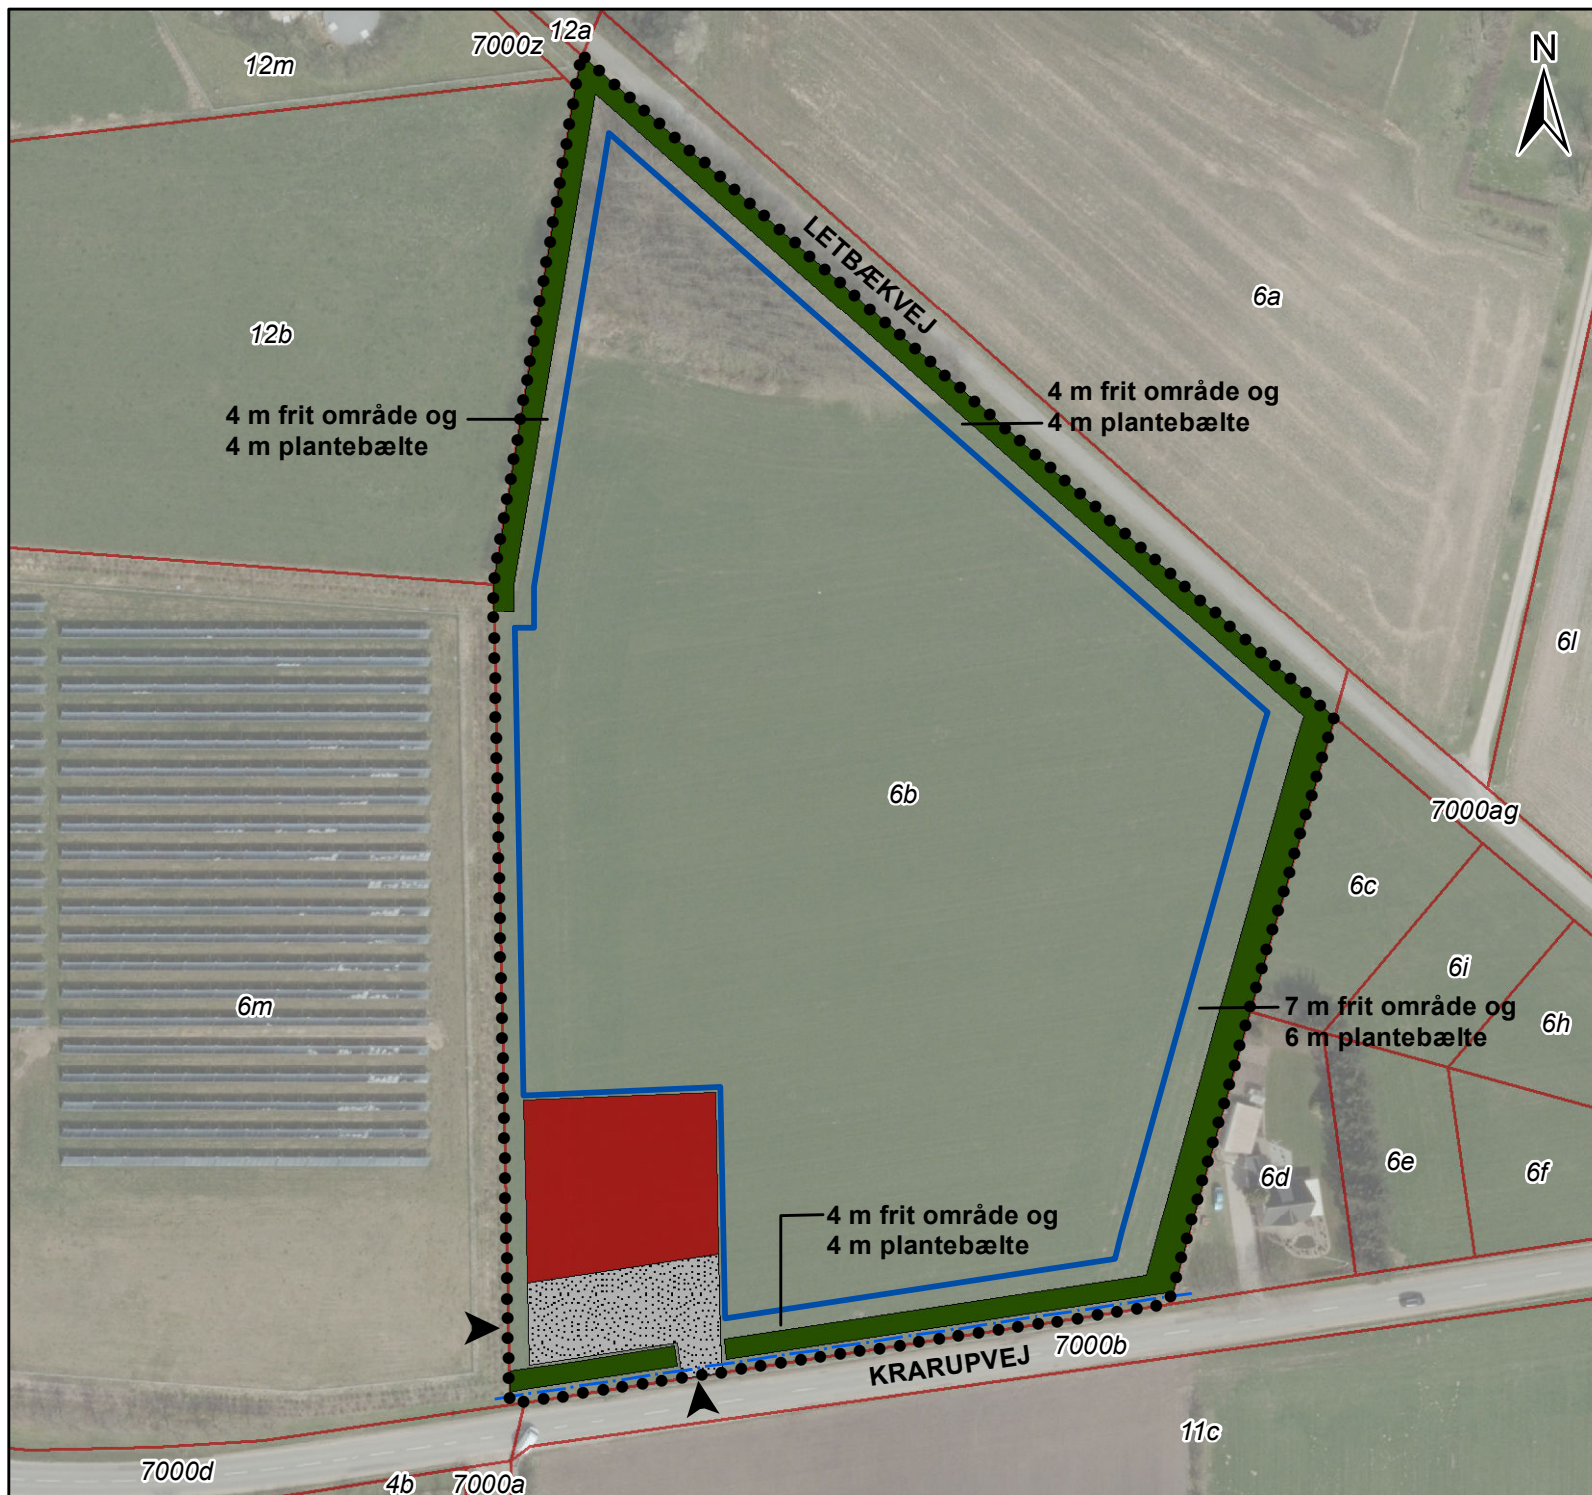 12a
7000z
12m
N
LETBÆKVEJ
6a
12b
4 m frit område og
4 m plantebælte
4 m frit område og
4 m plantebælte
6l
6b
7000ag
6c
6i
6m
7 m frit område og
6 m plantebælte
6h
6d
6e
6f
4 m frit område og
4 m plantebælte
7000b
KRARUPVEJ
11c
7000d
4b
7000a